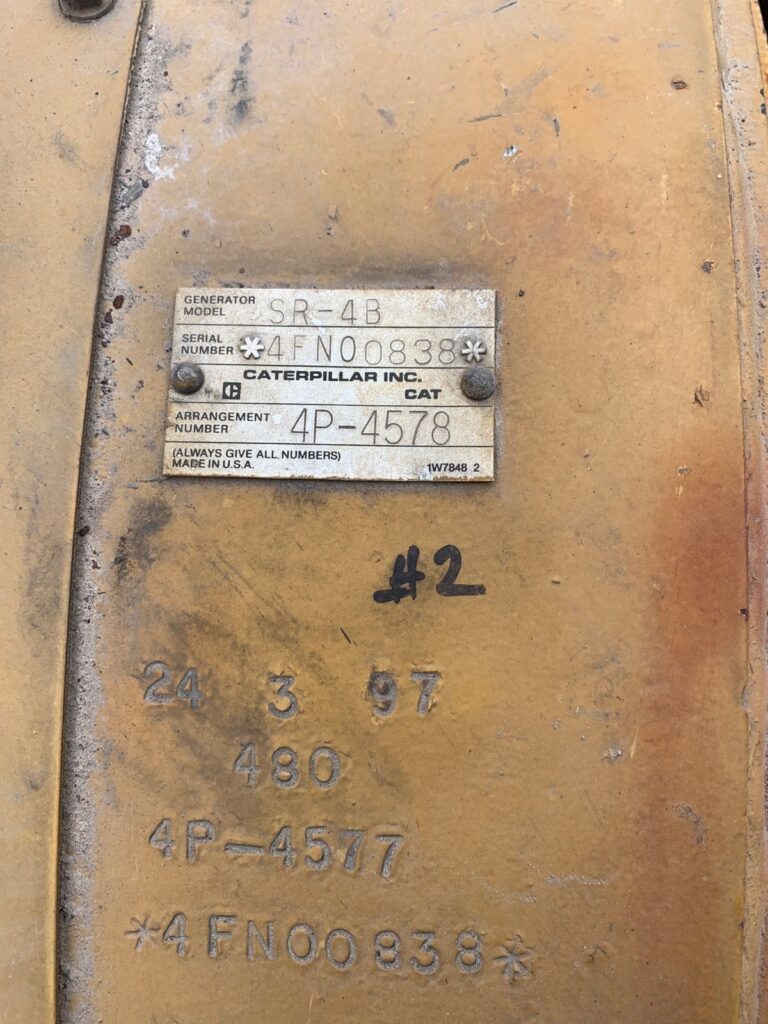 GENERATOR MODEL SR-4B
SERIAL NUMBER *4FN00838*
CATERPILLAR INC.
C CAT
ARRANGEMENT NUMBER 4P-4578
(ALWAYS GIVE ALL NUMBERS)
MADE IN U.S.A. 1W7848 2
#2
24 3 97
480
4P-4577
*4FN00838*